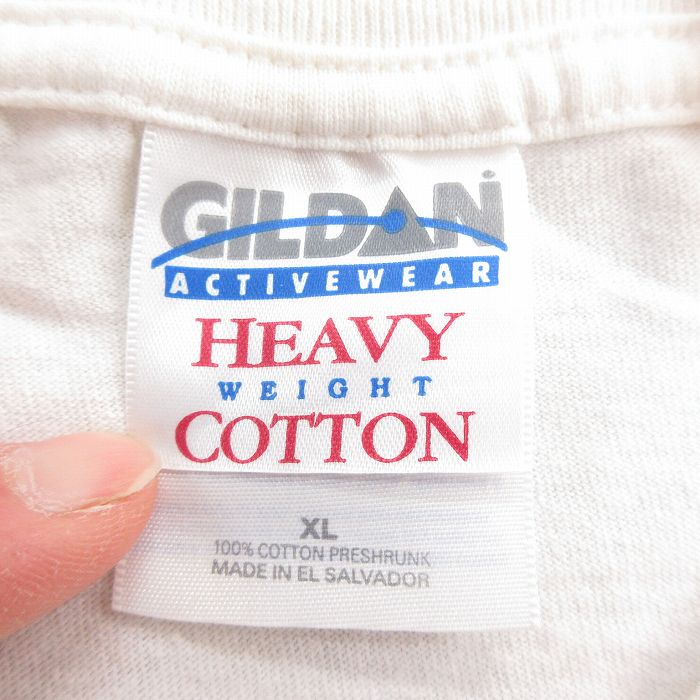 GILDAN
ACTIVEWEAR
HEAVY
WEIGHT
COTTON
XL
100% COTTON PRESHRUNK
MADE IN EL SALVADOR